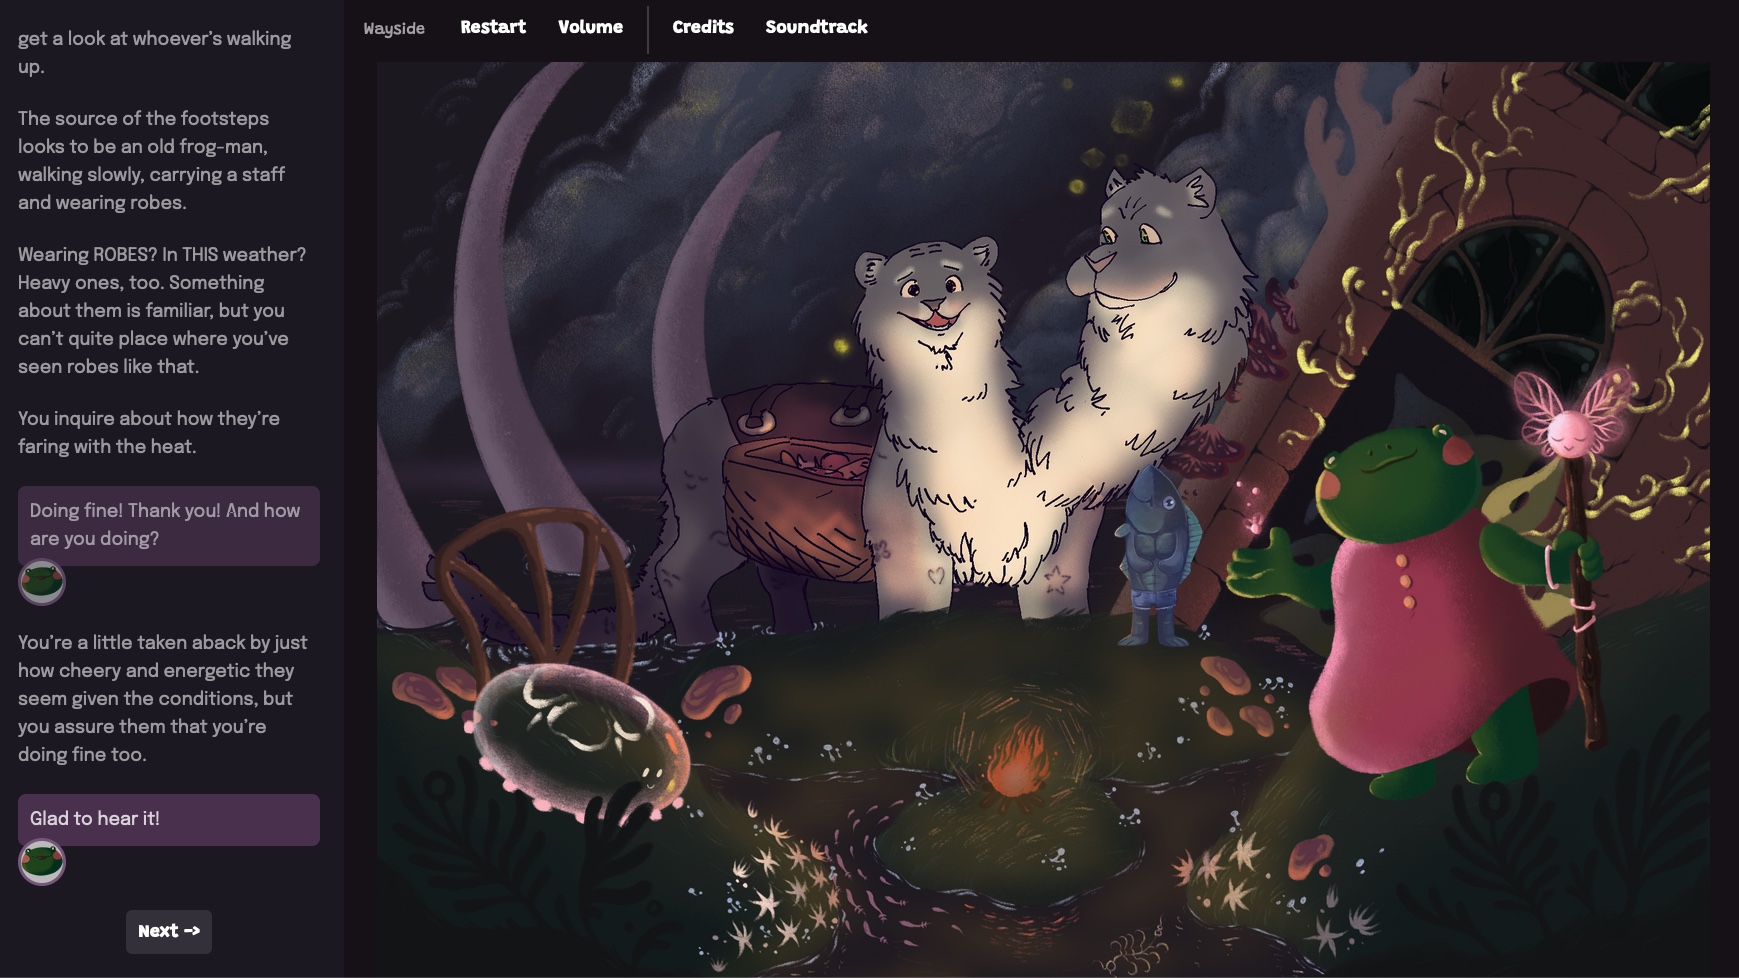 Wayside
Restart
Volume
Credits
Soundtrack
get a look at whoever's walking
up.
The source of the footsteps
looks to be an old frog-man,
walking slowly, carrying a staff
and wearing robes.
Wearing ROBES? In THIS weather?
Heavy ones, too. Something
about them is familiar, but you
can't quite place where you've
seen robes like that.
You inquire about how they're
faring with the heat.
Doing fine! Thank you! And how
are you doing?
You're a little taken aback by just
how cheery and energetic they
seem given the conditions, but
you assure them that you're
doing fine too.
Glad to hear it!
Next ->